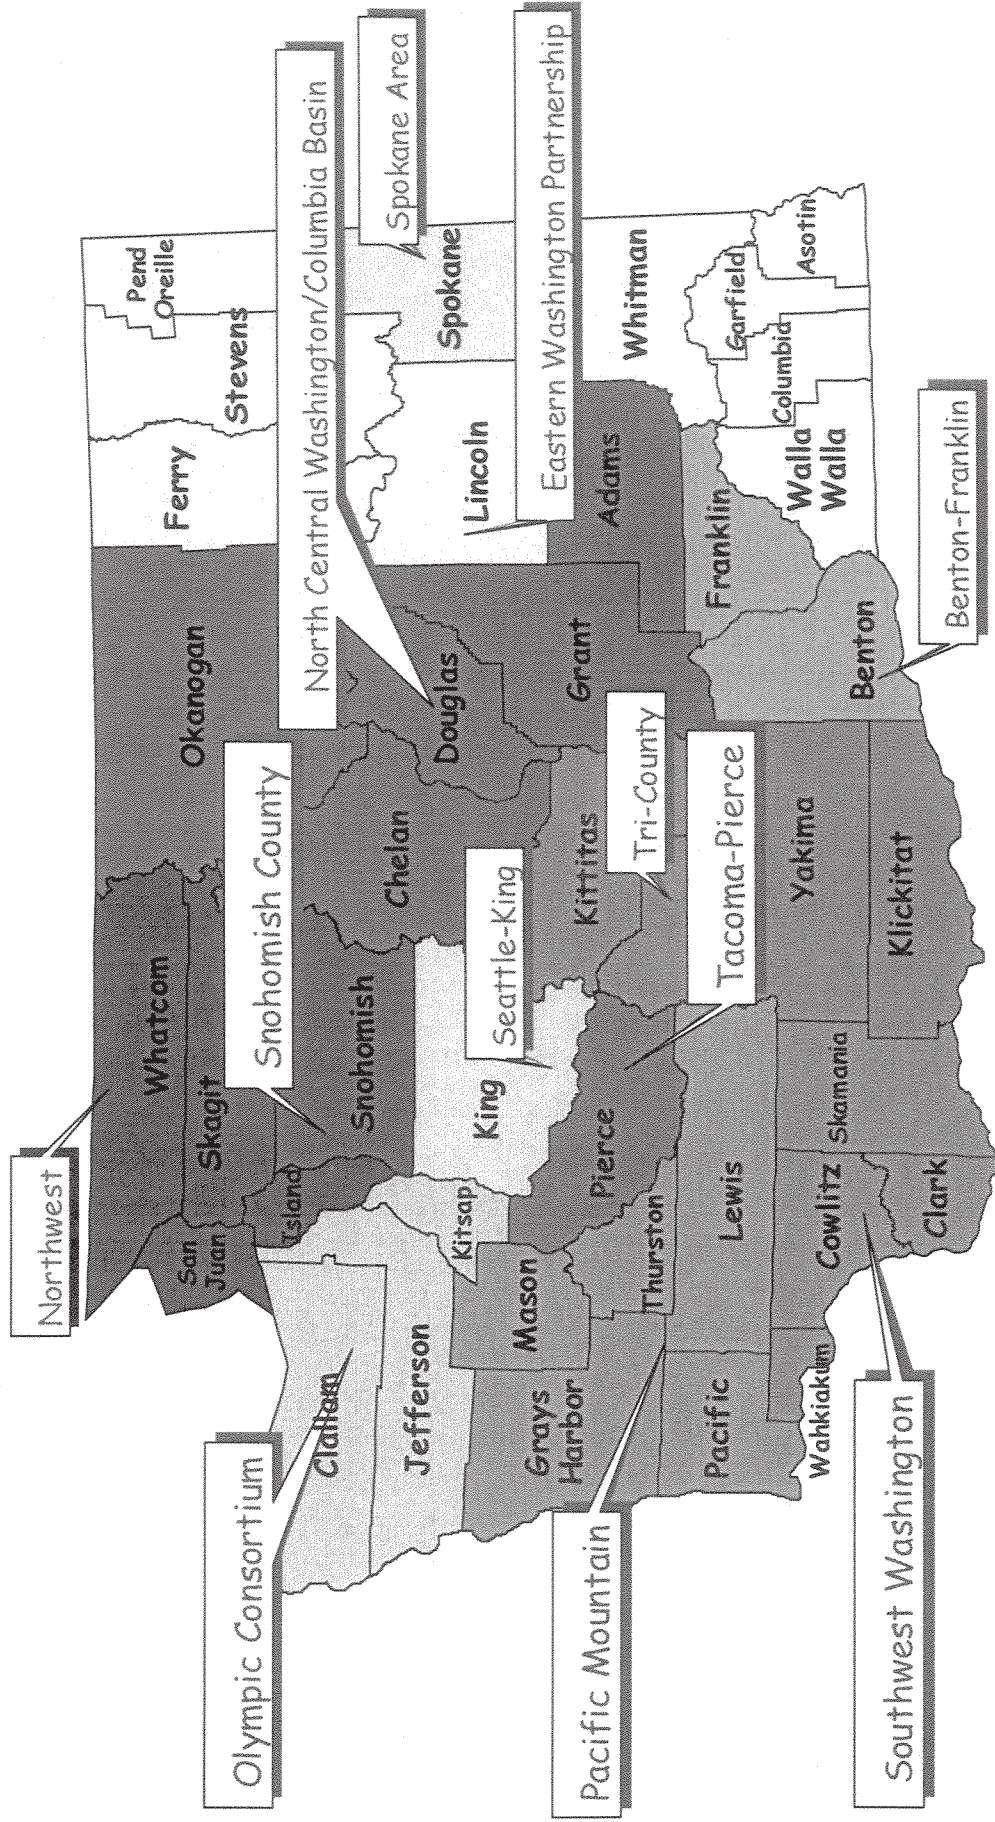 Northwest
Whatcom
Skagit
San
Juan
Island
Snohomish County
Snohomish
Okanogan
Ferry
Stevens
Pend
Oreille
North Central Washington/Columbia Basin
Spokane Area
Spokane
Olympic Consortium
Clallam
Jefferson
Kitsap
King
Seattle-King
Chelan
Douglas
Lincoln
Eastern Washington Partnership
Grays
Harbor
Mason
Pierce
Kittitas
Grant
Adams
Whitman
Tri-County
Tacoma-Pierce
Pacific Mountain
Thurston
Pacific
Lewis
Yakima
Franklin
Garfield
Columbia
Asotin
Walla
Walla
Wahkiakum
Cowlitz
Skamania
Benton
Klickitat
Clark
Southwest Washington
Benton-Franklin